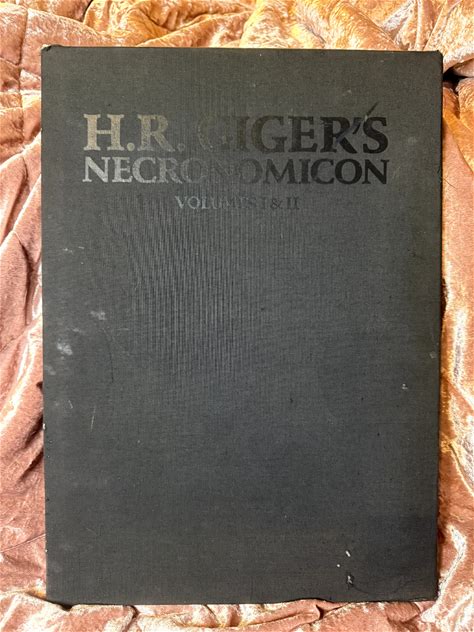 H.R. GIGER'S
NECRONOMICON
VOLUMES I & II